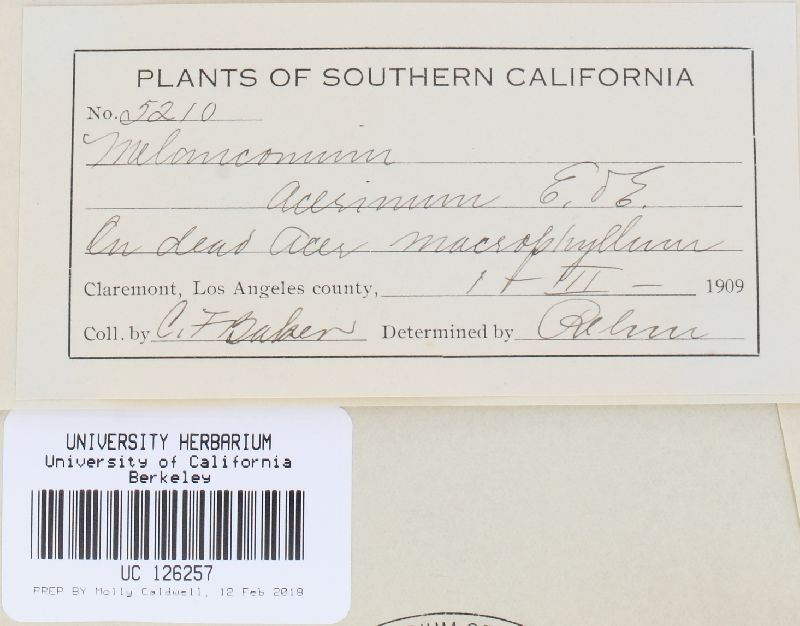 PLANTS OF SOUTHERN CALIFORNIA
No. 5210
Melanconium
acerinum E. & E.
On dead Acer macrophyllum
Claremont, Los Angeles county, III — 1909
Coll. by C. F. Baker Determined by Rehm
UNIVERSITY HERBARIUM
University of California
Berkeley
UC 126257
PREP BY Molly Caldwell, 12 Feb 2018